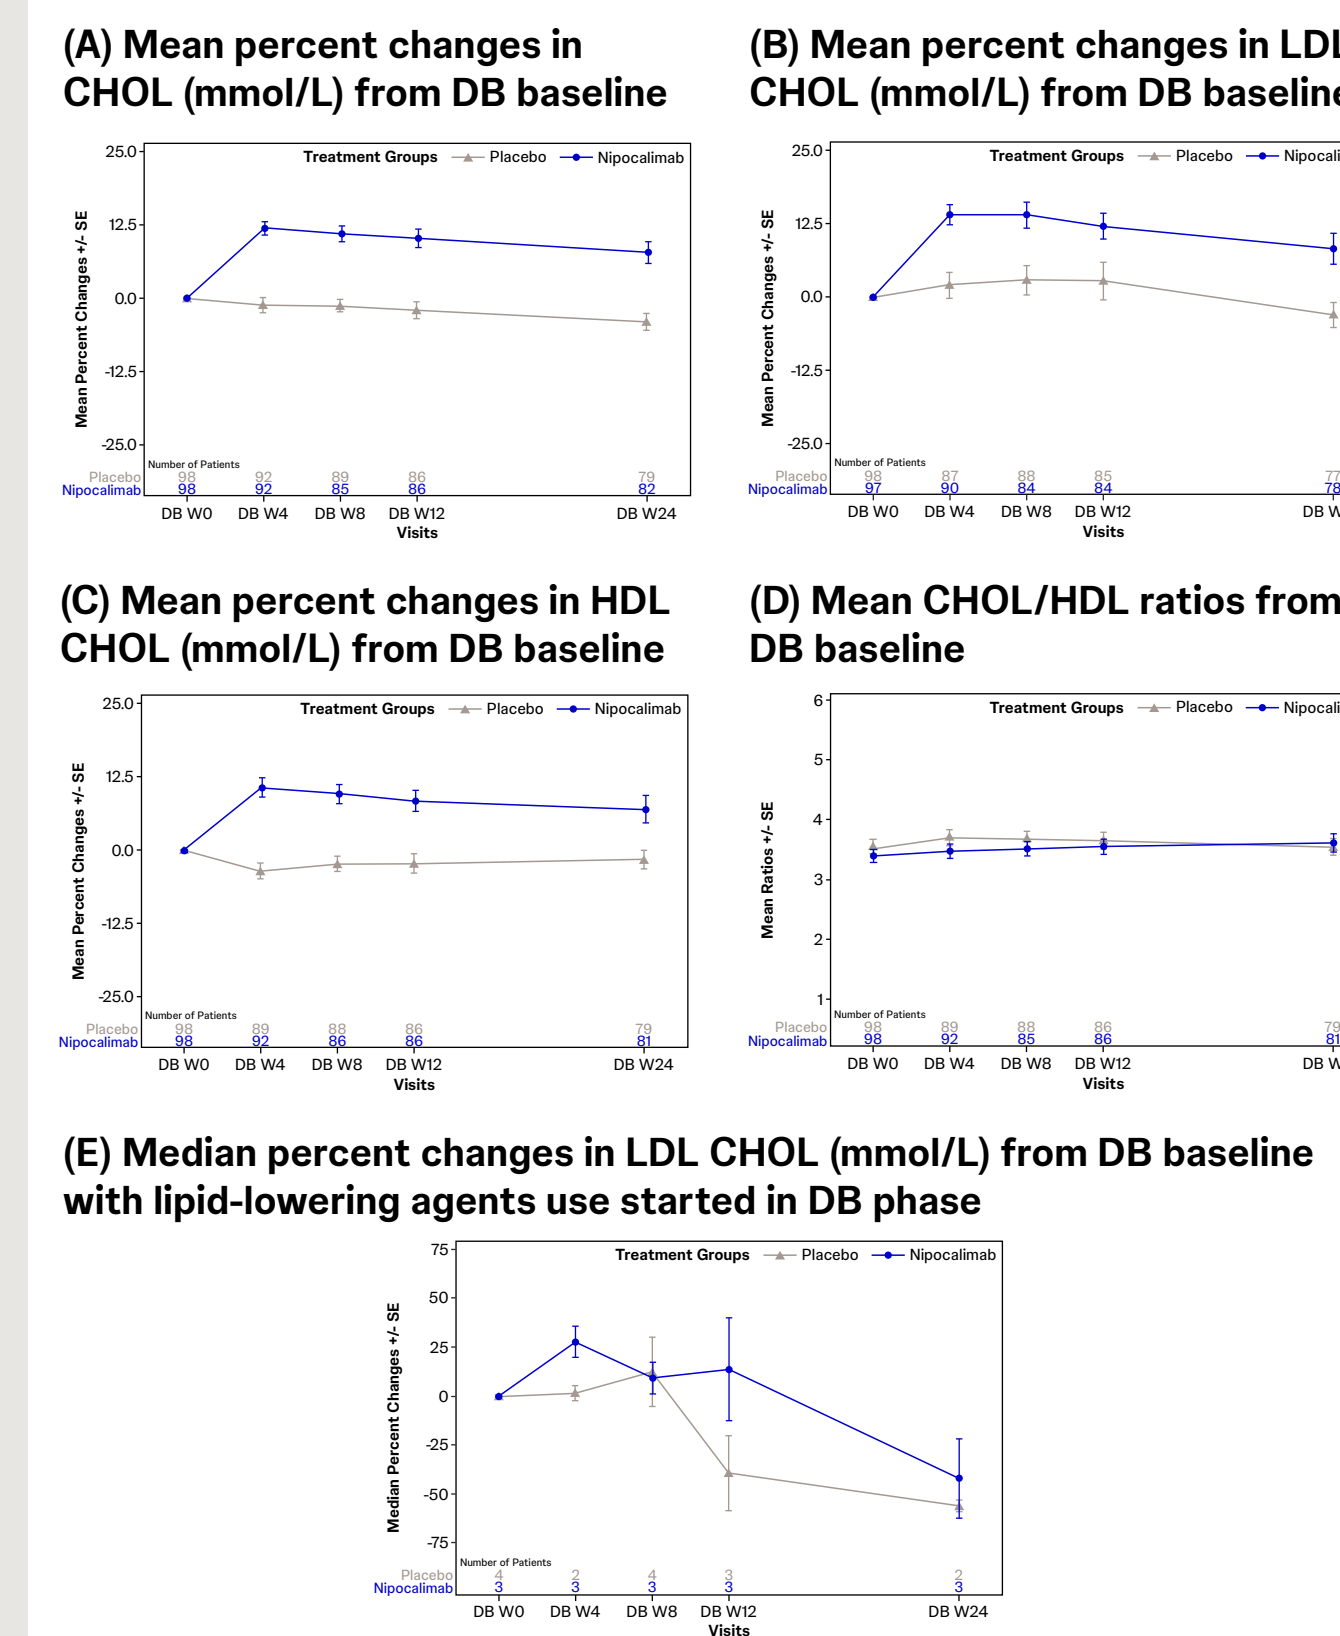 (A) Mean percent changes in
CHOL (mmol/L) from DB baseline
Treatment Groups Placebo Nipocalimab
25.0
12.5
0.0
-12.5
-25.0
Mean Percent Changes +/- SE
Number of Patients
Placebo 98 92 89 86 79
Nipocalimab 98 92 85 86 82
DB W0 DB W4 DB W8 DB W12 DB W24
Visits
(B) Mean percent changes in LDL
CHOL (mmol/L) from DB baseline
Treatment Groups Placebo Nipocali
25.0
12.5
0.0
-12.5
-25.0
Mean Percent Changes +/- SE
Number of Patients
Placebo 98 87 88 85 77
Nipocalimab 97 90 84 84 78
DB W0 DB W4 DB W8 DB W12 DB W
Visits
(C) Mean percent changes in HDL
CHOL (mmol/L) from DB baseline
Treatment Groups Placebo Nipocalimab
25.0
12.5
0.0
-12.5
-25.0
Mean Percent Changes +/- SE
Number of Patients
Placebo 98 89 88 86 79
Nipocalimab 98 92 86 86 81
DB W0 DB W4 DB W8 DB W12 DB W24
Visits
(D) Mean CHOL/HDL ratios from
DB baseline
Treatment Groups Placebo Nipocali
6
5
4
3
2
1
Mean Ratios +/- SE
Number of Patients
Placebo 98 89 88 86 79
Nipocalimab 98 92 85 86 81
DB W0 DB W4 DB W8 DB W12 DB W
Visits
(E) Median percent changes in LDL CHOL (mmol/L) from DB baseline
with lipid-lowering agents use started in DB phase
Treatment Groups Placebo Nipocalimab
75
50
25
0
-25
-50
-75
Median Percent Changes +/- SE
Number of Patients
Placebo 4 2 4 3 2
Nipocalimab 3 3 3 3 3
DB W0 DB W4 DB W8 DB W12 DB W24
Visits